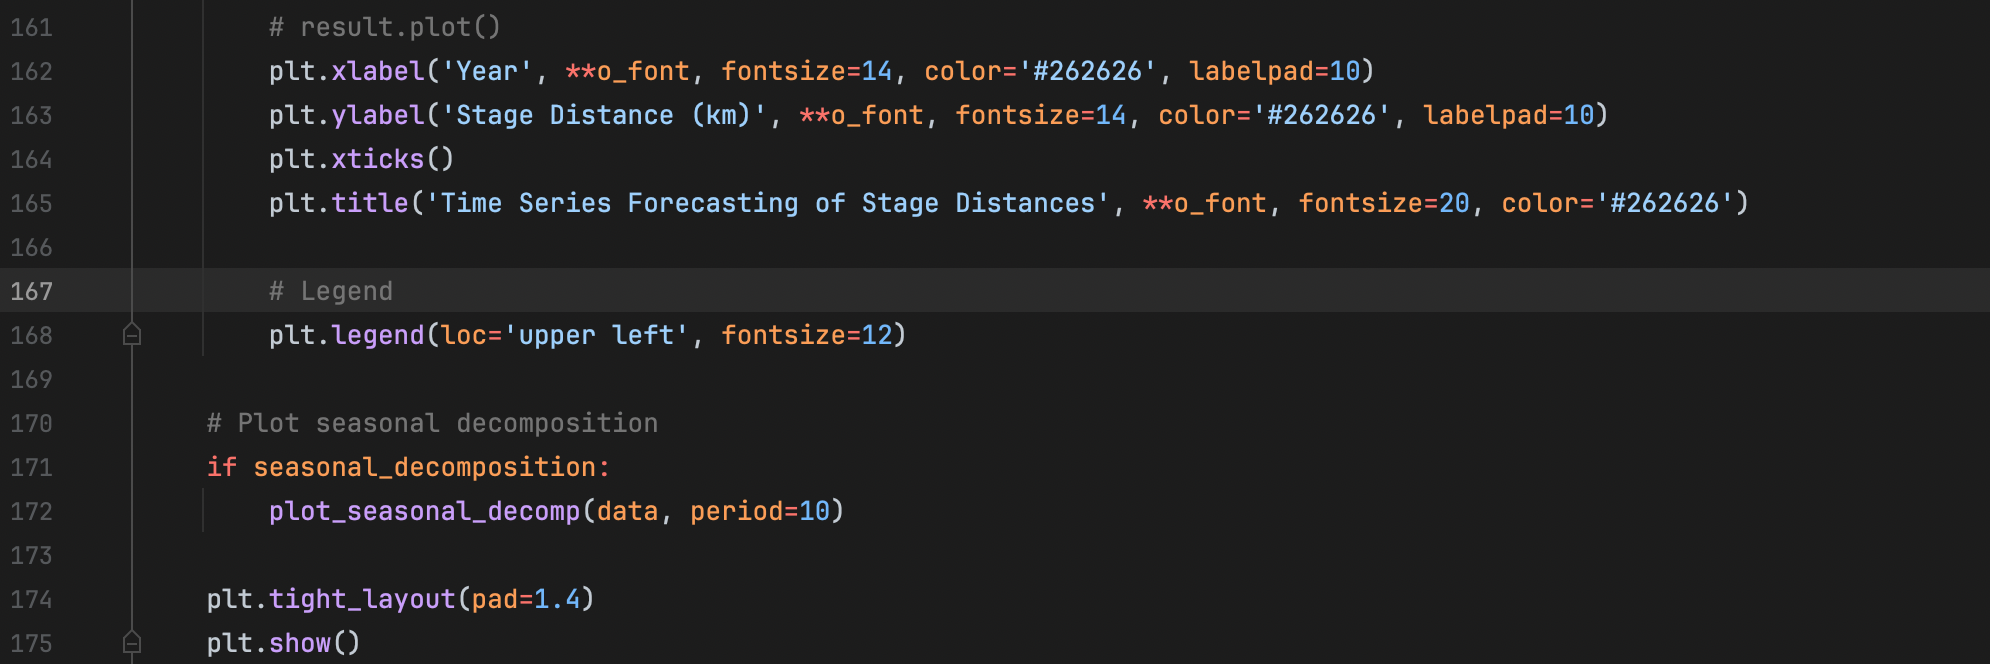 161 # result.plot()
162 plt.xlabel('Year', **o_font, fontsize=14, color='#262626', labelpad=10)
163 plt.ylabel('Stage Distance (km)', **o_font, fontsize=14, color='#262626', labelpad=10)
164 plt.xticks()
165 plt.title('Time Series Forecasting of Stage Distances', **o_font, fontsize=20, color='#262626')
166
167 # Legend
168 plt.legend(loc='upper left', fontsize=12)
169
170 # Plot seasonal decomposition
171 if seasonal_decomposition:
172 plot_seasonal_decomp(data, period=10)
173
174 plt.tight_layout(pad=1.4)
175 plt.show()